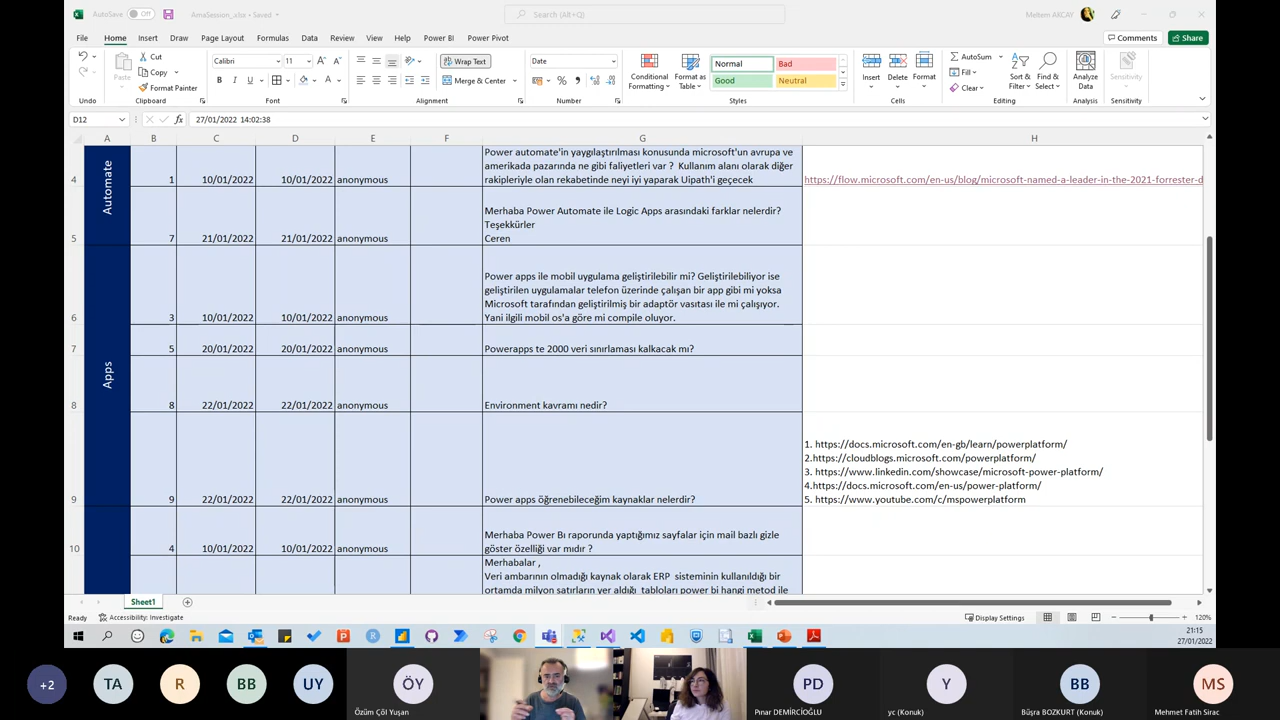 AutoSave Off AmaSession_.xlsx - Saved Search (Alt+Q) Meltem AKCAY
File Home Insert Draw Page Layout Formulas Data Review View Help Power BI Power Pivot Comments Share
Cut Copy Format Painter Paste
Calibri 11 Wrap Text Merge & Center Date
Conditional Formatting Format as Table Normal Bad Good Neutral
Insert Delete Format AutoSum Fill Clear Sort & Filter Find & Select Analyze Data Sensitivity
Undo Clipboard Font Alignment Number Styles Cells Editing Analysis Sensitivity
D12 fx 27/01/2022 14:02:38
A B C D E F G H
Automate
Power automate'in yaygılaştırılması konusunda microsoft'un avrupa ve
amerikada pazarında ne gibi faliyetleri var ? Kullanım alanı olarak diğer
4 1 10/01/2022 10/01/2022 anonymous rakipleriyle olan rekabetinde neyi iyi yaparak Uipath'i geçecek https://flow.microsoft.com/en-us/blog/microsoft-named-a-leader-in-the-2021-forrester-d
Merhaba Power Automate ile Logic Apps arasındaki farklar nelerdir?
Teşekkürler
5 7 21/01/2022 21/01/2022 anonymous Ceren
Apps
Power apps ile mobil uygulama geliştirilebilir mi? Geliştirilebiliyor ise
geliştirilen uygulamalar telefon üzerinde çalışan bir app gibi mi yoksa
Microsoft tarafından geliştirilmiş bir adaptör vasıtası ile mi çalışıyor.
6 3 10/01/2022 10/01/2022 anonymous Yani ilgili mobil os'a göre mi compile oluyor.
7 5 20/01/2022 20/01/2022 anonymous Powerapps te 2000 veri sınırlaması kalkacak mı?
8 8 22/01/2022 22/01/2022 anonymous Environment kavramı nedir?
1. https://docs.microsoft.com/en-gb/learn/powerplatform/
2.https://cloudblogs.microsoft.com/powerplatform/
3. https://www.linkedin.com/showcase/microsoft-power-platform/
4.https://docs.microsoft.com/en-us/power-platform/
9 9 22/01/2022 22/01/2022 anonymous Power apps öğrenebileceğim kaynaklar nelerdir? 5. https://www.youtube.com/c/mspowerplatform
Merhaba Power Bı raporunda yaptığımız sayfalar için mail bazlı gizle
10 4 10/01/2022 10/01/2022 anonymous göster özelliği var mıdır ?
Merhabalar ,
Veri ambarının olmadığı kaynak olarak ERP sisteminin kullanıldığı bir
ortamda milyon satırların yer aldığı tabloları power bi hangi metod ile
Sheet1
Ready Accessibility: Investigate Display Settings 120%
21:15
27/01/2022
+2 TA R BB UY ÖY PD Y BB MS
Özüm Çöl Yuşan Pınar DEMİRCİOĞLU yc (Konuk) Büşra BOZKURT (Konuk) Mehmet Fatih Sirac